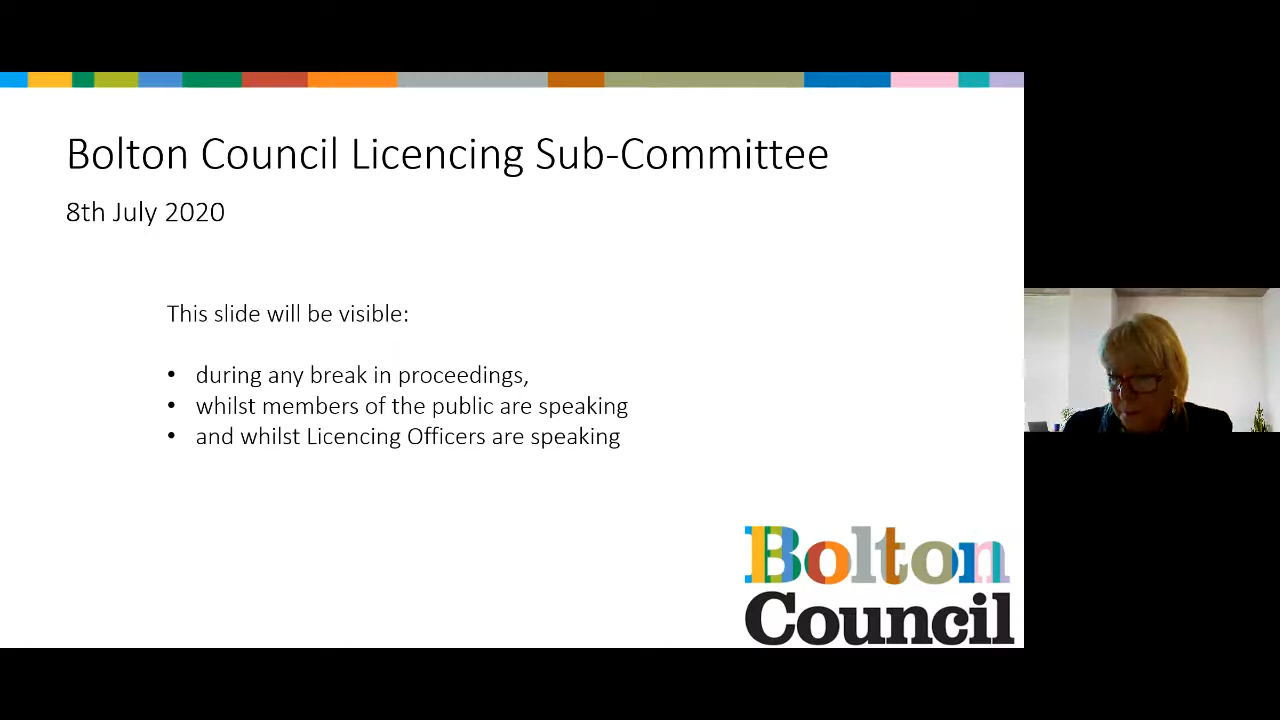 Bolton Council Licencing Sub-Committee
8th July 2020
This slide will be visible:
• during any break in proceedings,
• whilst members of the public are speaking
• and whilst Licencing Officers are speaking
Bolton
Council